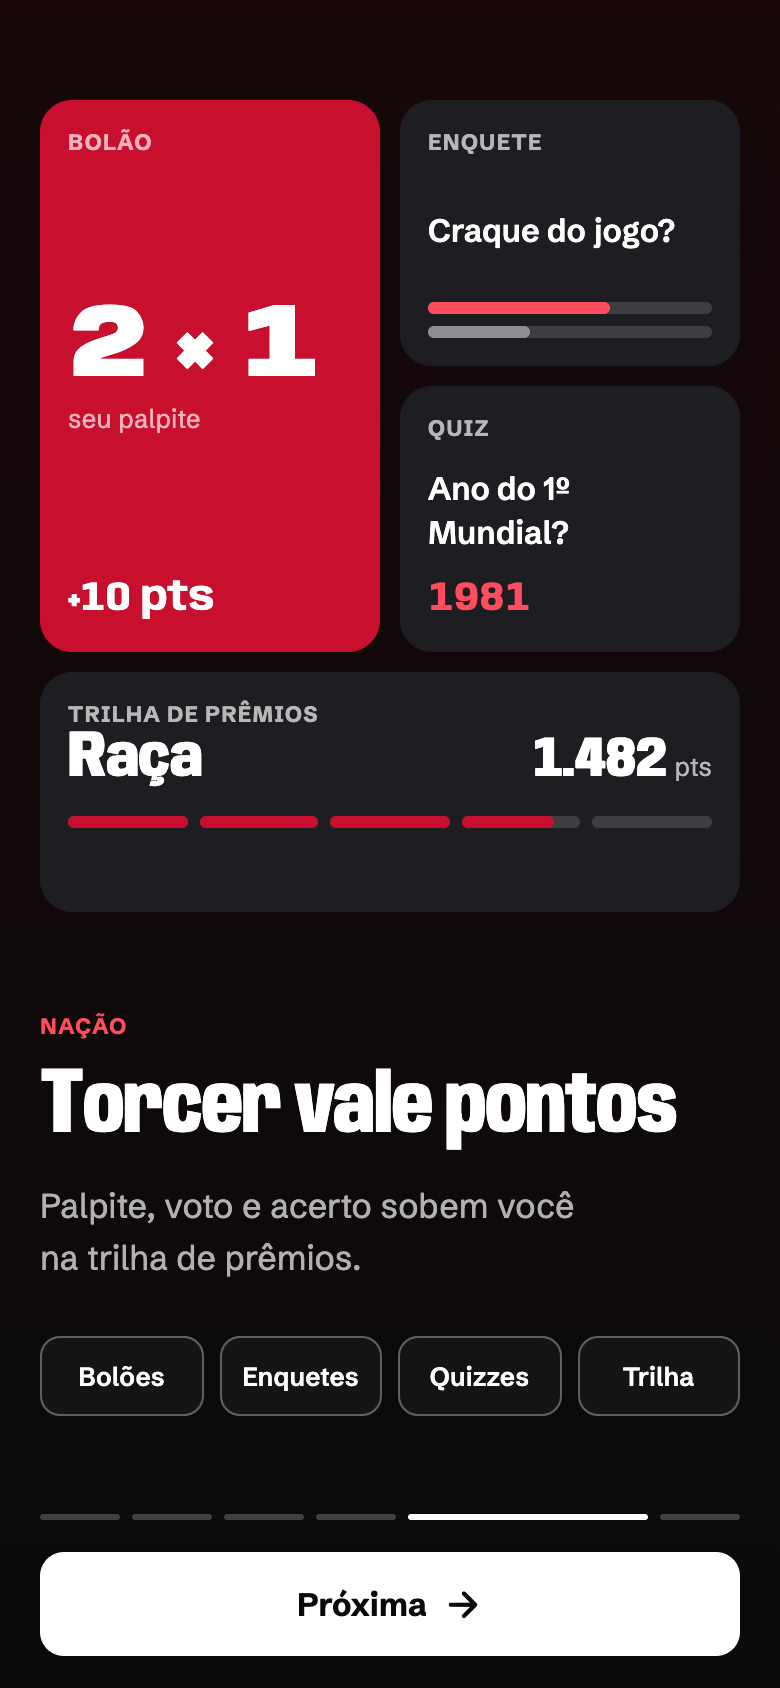 BOLÃO
2 × 1
seu palpite
+10 pts
ENQUETE
Craque do jogo?
QUIZ
Ano do 1º
Mundial?
1981
TRILHA DE PRÊMIOS
Raça
1.482 pts
NAÇÃO
Torcer vale pontos
Palpite, voto e acerto sobem você
na trilha de prêmios.
Bolões
Enquetes
Quizzes
Trilha
Próxima →